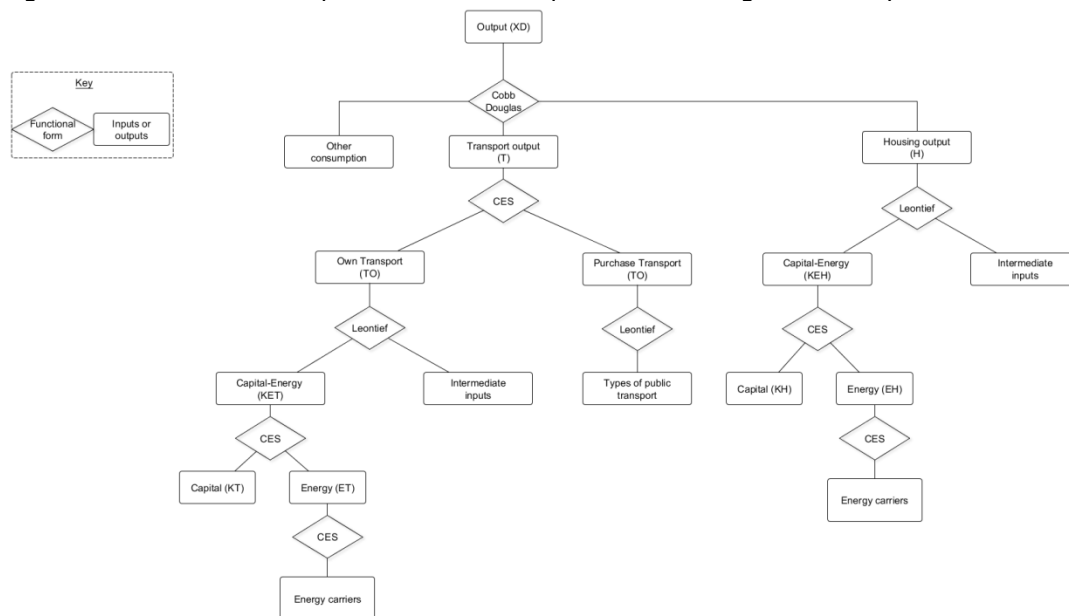 Output (XD)
Key
Functional
form
Inputs or
outputs
Cobb
Douglas
Other
consumption
Transport output
(T)
Housing output
(H)
CES
Leontief
Own Transport
(TO)
Purchase Transport
(TO)
Capital-Energy
(KEH)
Intermediate
inputs
Leontief
Leontief
CES
Capital-Energy
(KET)
Intermediate
inputs
Types of public
transport
Capital (KH)
Energy (EH)
CES
CES
Capital (KT)
Energy (ET)
Energy carriers
CES
Energy carriers